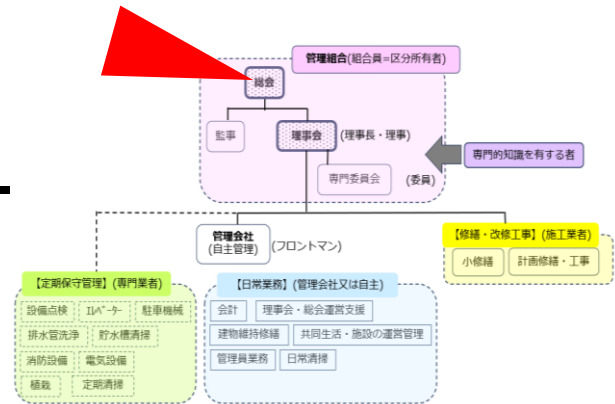 管理組合(組合員=区分所有者)
総会
監事
理事会
(理事長・理事)
専門的知識を有する者
専門委員会
(委員)
管理会社
(自主管理)
(フロントマン)
【修繕・改修工事】(施工業者)
小修繕
計画修繕・工事
【定期保守管理】(専門業者)
設備点検
ｴﾚﾍﾞｰﾀｰ
駐車機械
排水管洗浄
貯水槽清掃
消防設備
電気設備
植栽
定期清掃
【日常業務】(管理会社又は自主)
会計
理事会・総会運営支援
建物維持修繕
共同生活・施設の運営管理
管理員業務
日常清掃